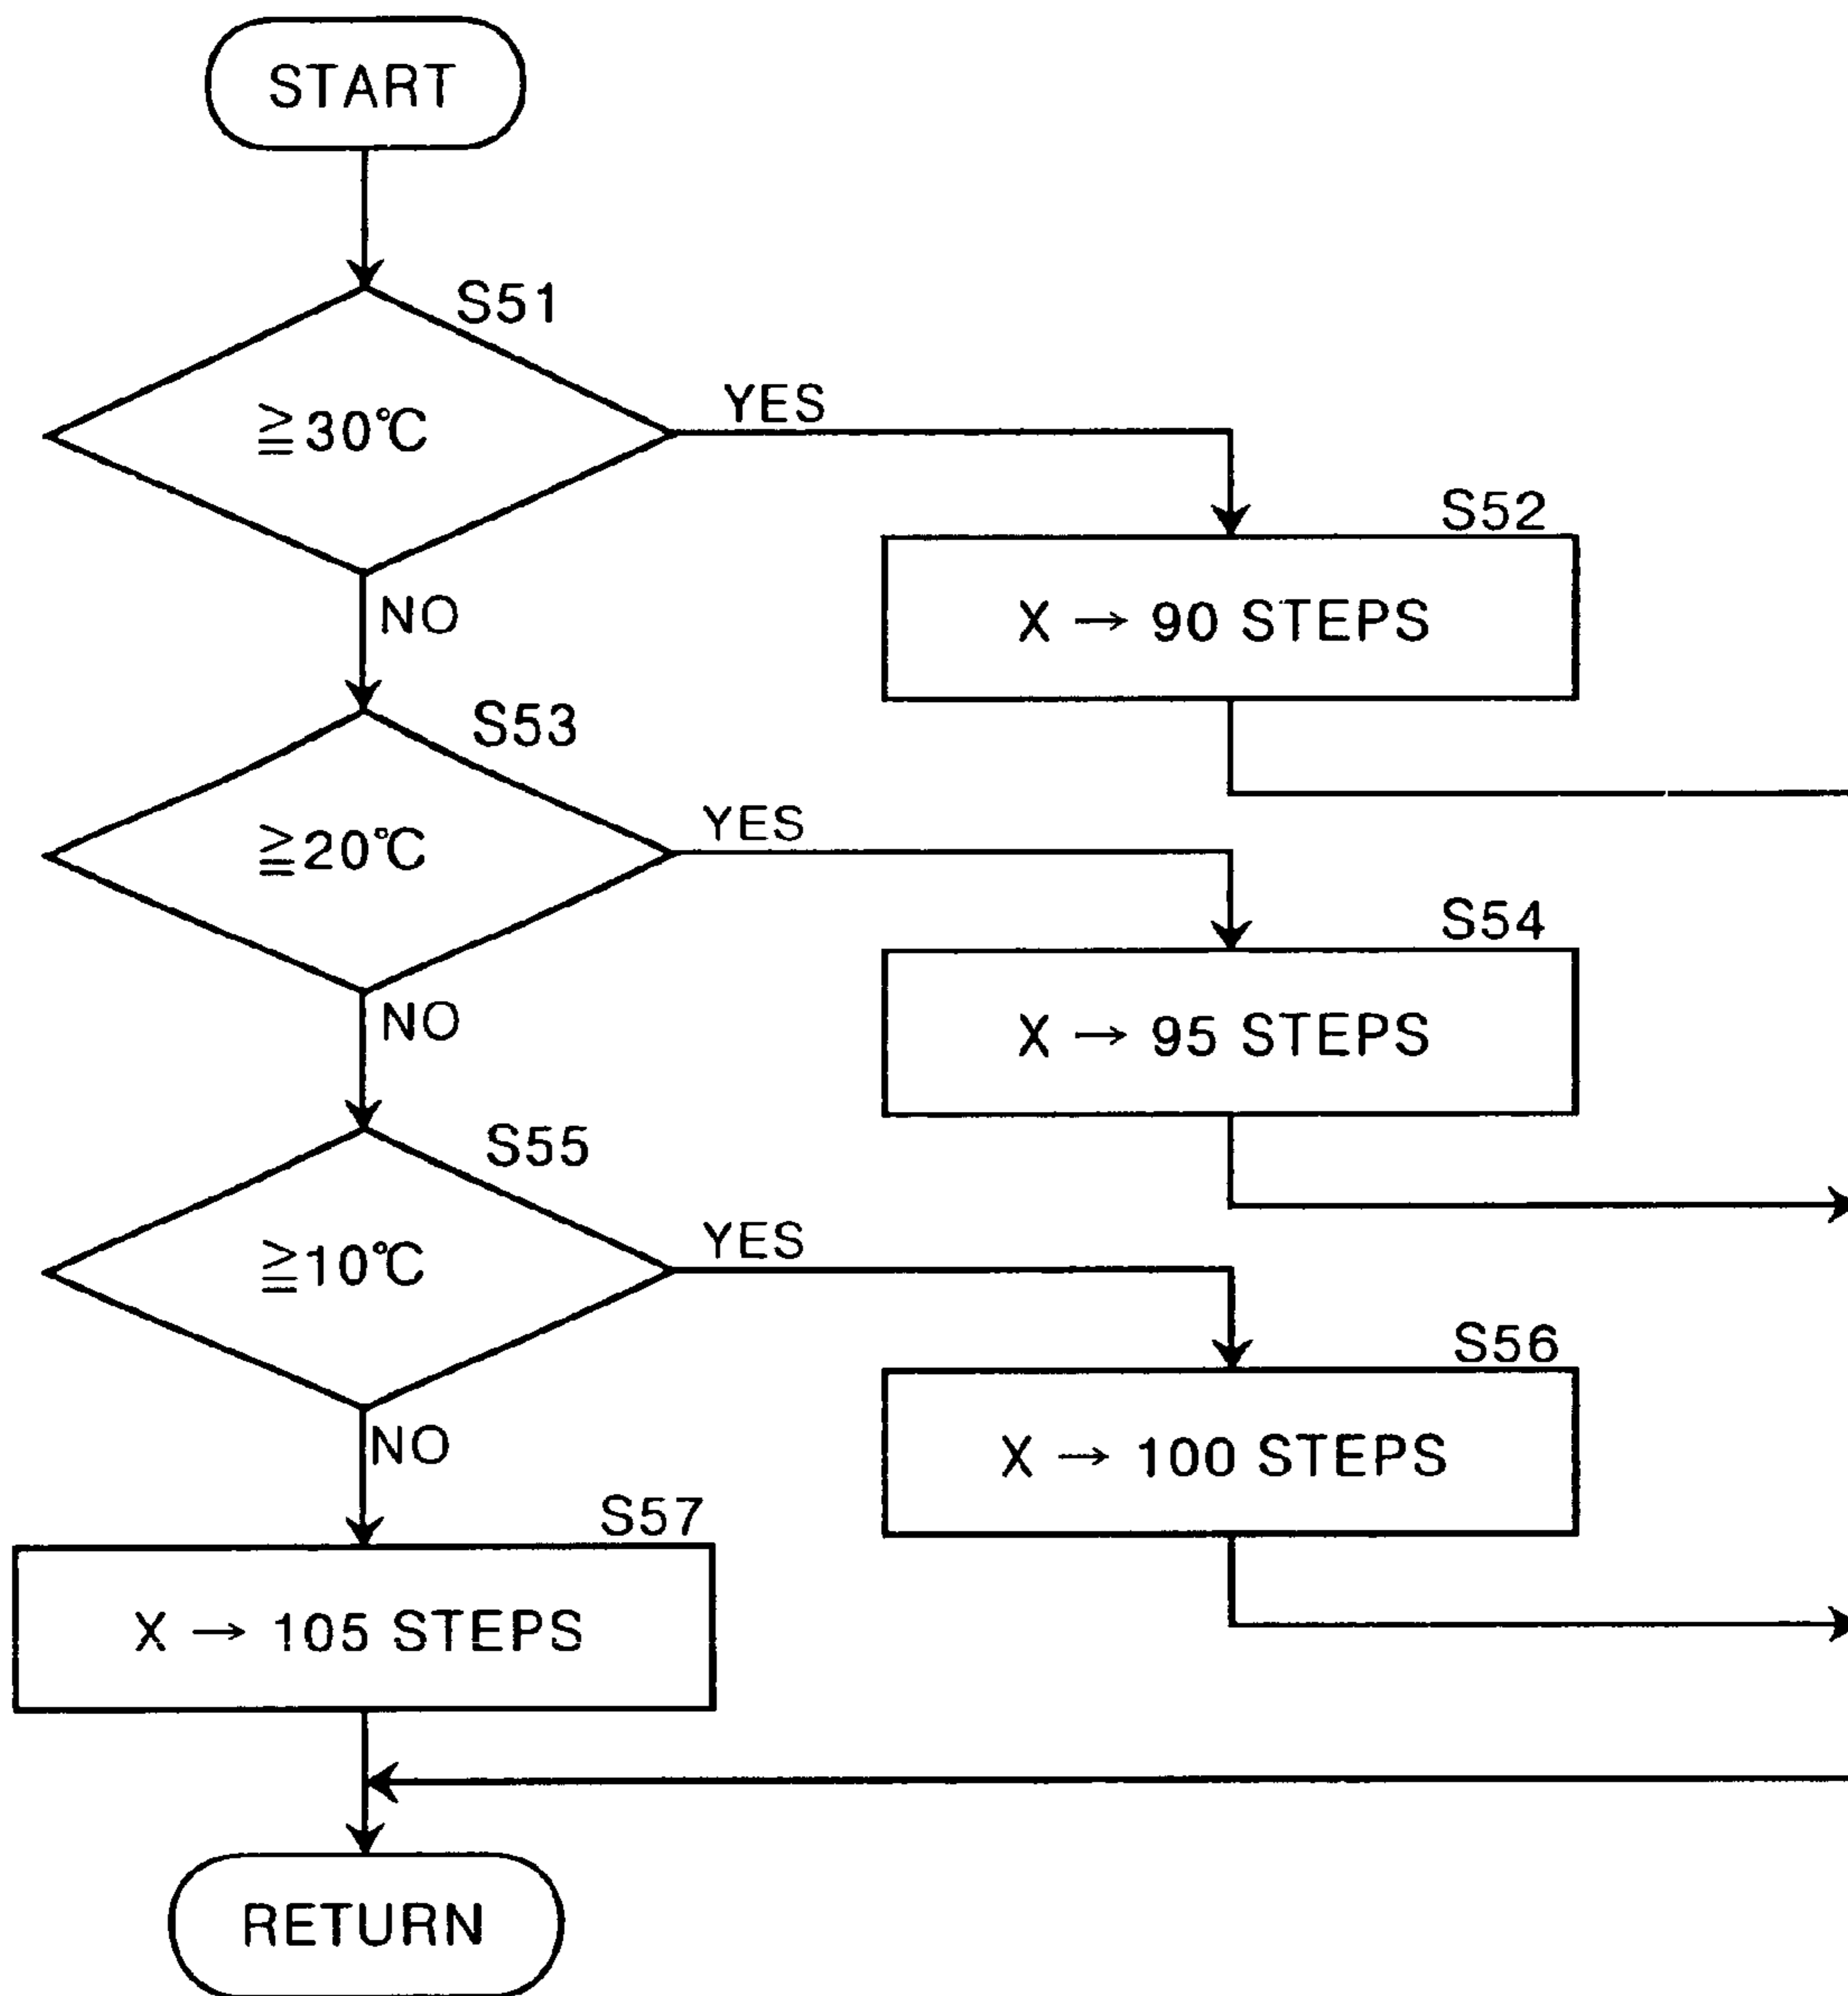 START
S51
≧30℃
YES
S52
X → 90 STEPS
NO
S53
≧20℃
YES
S54
X → 95 STEPS
NO
S55
≧10℃
YES
S56
X → 100 STEPS
NO
S57
X → 105 STEPS
RETURN